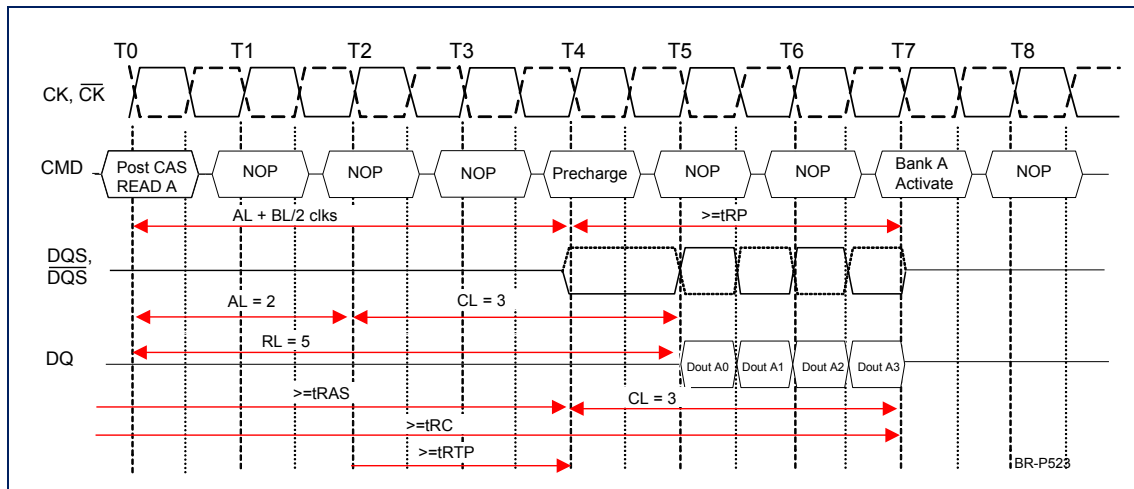 T0 T1 T2 T3 T4 T5 T6 T7 T8
CK, CK
CMD
Post CAS
READ A
NOP
NOP
NOP
Precharge
NOP
NOP
Bank A
Activate
NOP
AL + BL/2 clks
>=tRP
DQS,
DQS
AL = 2
CL = 3
RL = 5
DQ
Dout A0
Dout A1
Dout A2
Dout A3
>=tRAS
CL = 3
>=tRC
>=tRTP
BR-P523